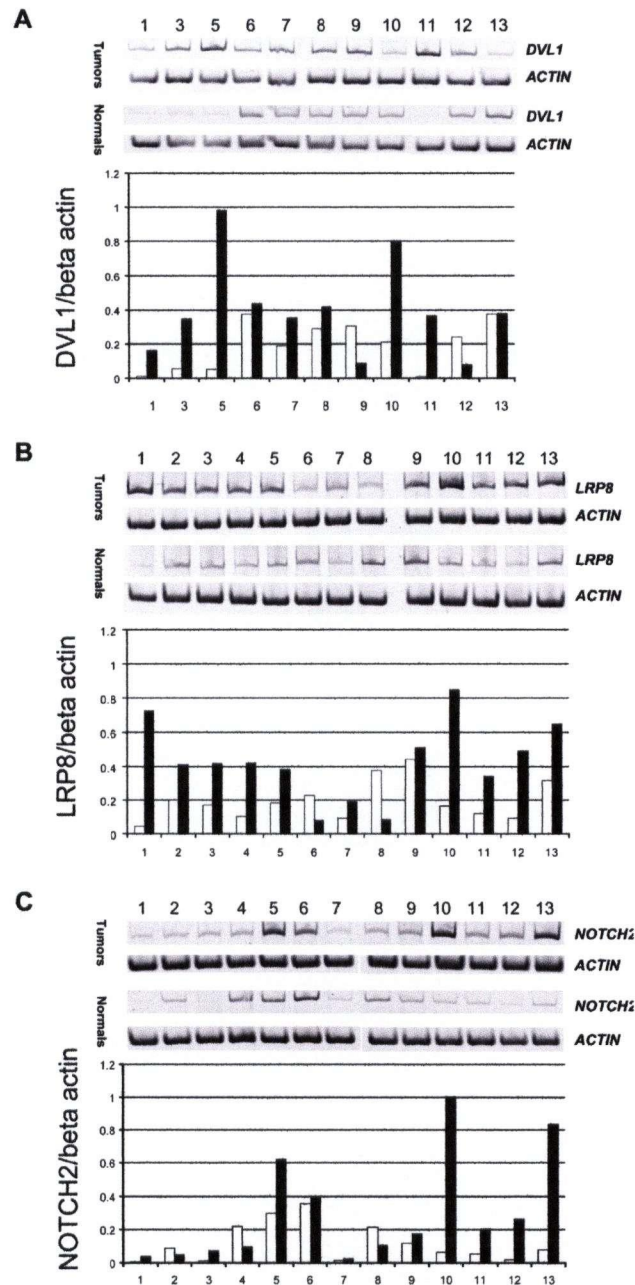 A
1 3 5 6 7 8 9 10 11 12 13
Tumors
DVL1
ACTIN
Normals
DVL1
ACTIN
DVL1/beta actin
1.2
1
0.8
0.6
0.4
0.2
0
1 3 5 6 7 8 9 10 11 12 13
B
1 2 3 4 5 6 7 8 9 10 11 12 13
Tumors
LRP8
ACTIN
Normals
LRP8
ACTIN
LRP8/beta actin
1.2
1
0.8
0.6
0.4
0.2
0
1 2 3 4 5 6 7 8 9 10 11 12 13
C
1 2 3 4 5 6 7 8 9 10 11 12 13
Tumors
NOTCH2
ACTIN
Normals
NOTCH2
ACTIN
NOTCH2/beta actin
1.2
1
0.8
0.6
0.4
0.2
0
1 2 3 4 5 6 7 8 9 10 11 12 13